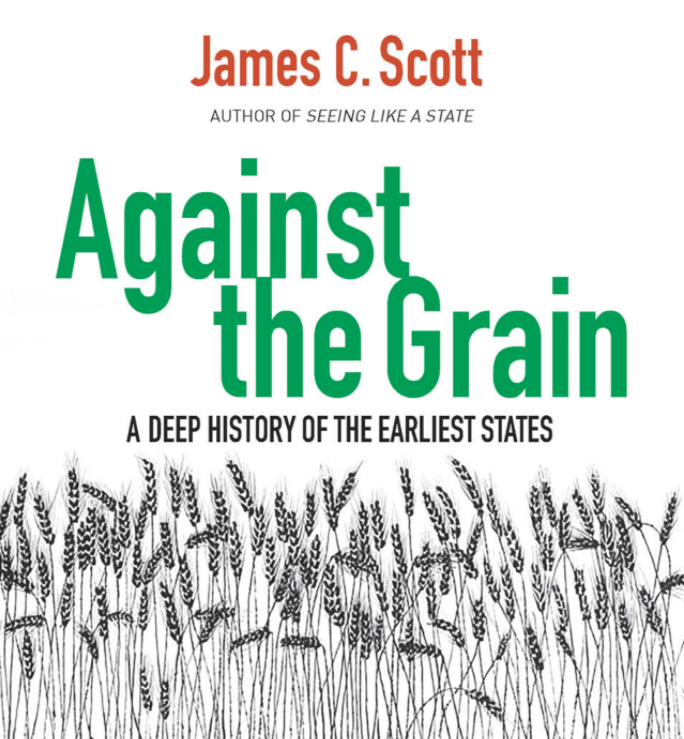 James C. Scott
AUTHOR OF SEEING LIKE A STATE
Against
the Grain
A DEEP HISTORY OF THE EARLIEST STATES